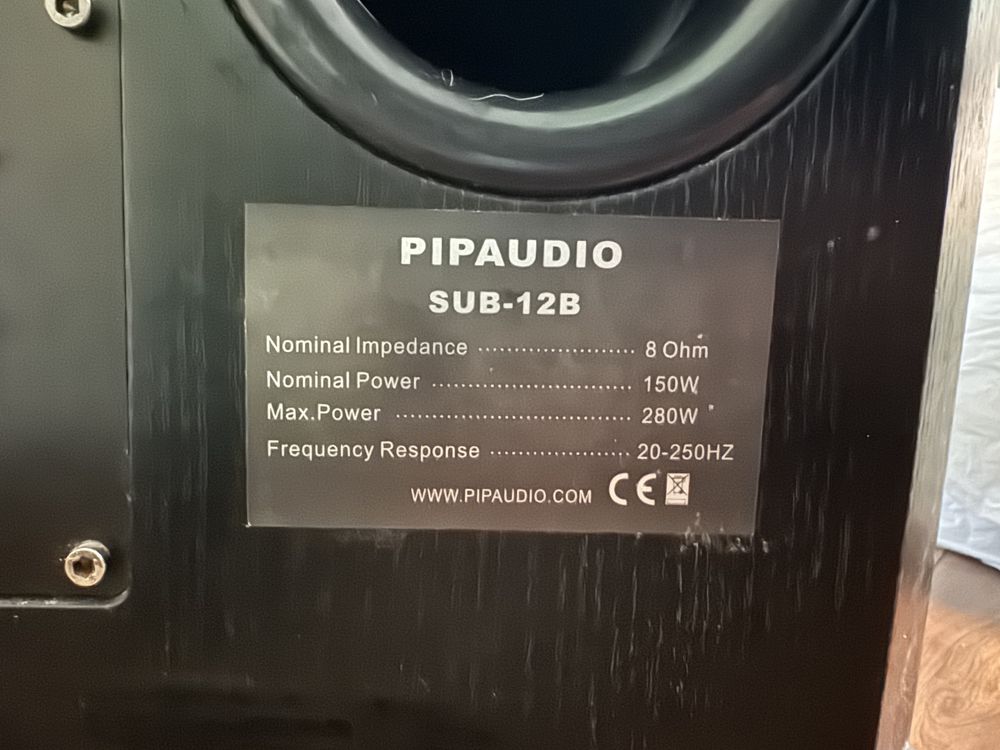 PIPAUDIO
SUB-12B
Nominal Impedance ...................... 8 Ohm
Nominal Power ............................ 150W
Max.Power ................................. 280W
Frequency Response ................... 20-250HZ
WWW.PIPAUDIO.COM CE